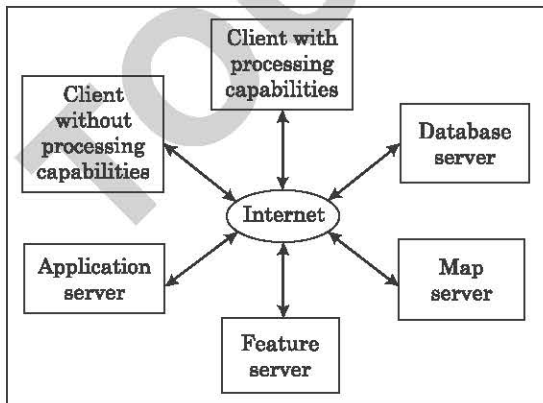 Client with
processing
capabilities
Client
without
processing
capabilities
Database
server
Internet
Application
server
Map
server
Feature
server